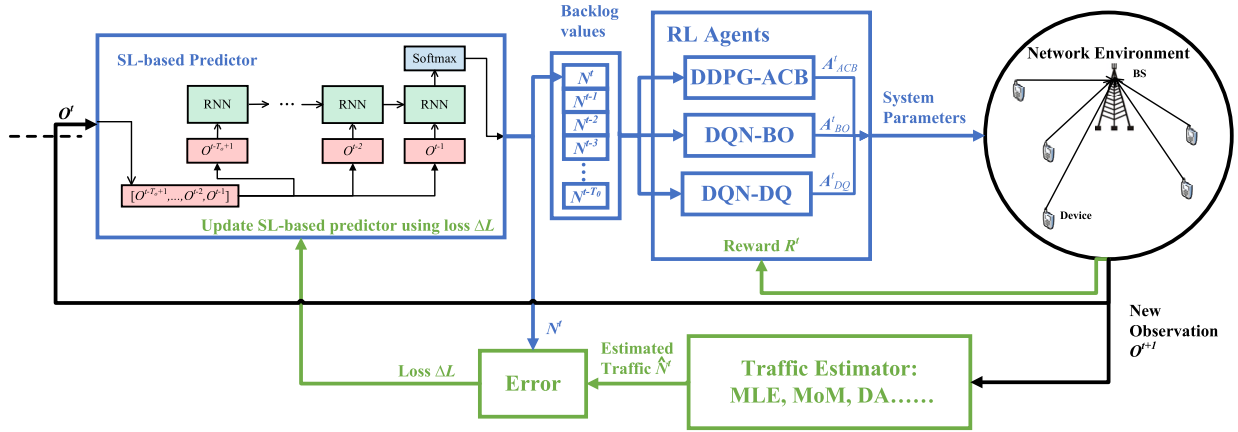 O^t
SL-based Predictor
Softmax
RNN
...
RNN
RNN
O^{t-T_o+1}
O^{t-2}
O^{t-1}
[O^{t-T_o+1},...,O^{t-2},O^{t-1}]
Update SL-based predictor using loss ΔL
Backlog
values
N^t
N^{t-1}
N^{t-2}
N^{t-3}
N^{t-T_0}
RL Agents
DDPG-ACB
DQN-BO
DQN-DQ
A^t_{ACB}
A^t_{BO}
A^t_{DQ}
Reward R^t
System
Parameters
Network Environment
BS
Device
New
Observation
O^{t+1}
Traffic Estimator:
MLE, MoM, DA……
Estimated
Traffic N̂^t
N^t
Error
Loss ΔL